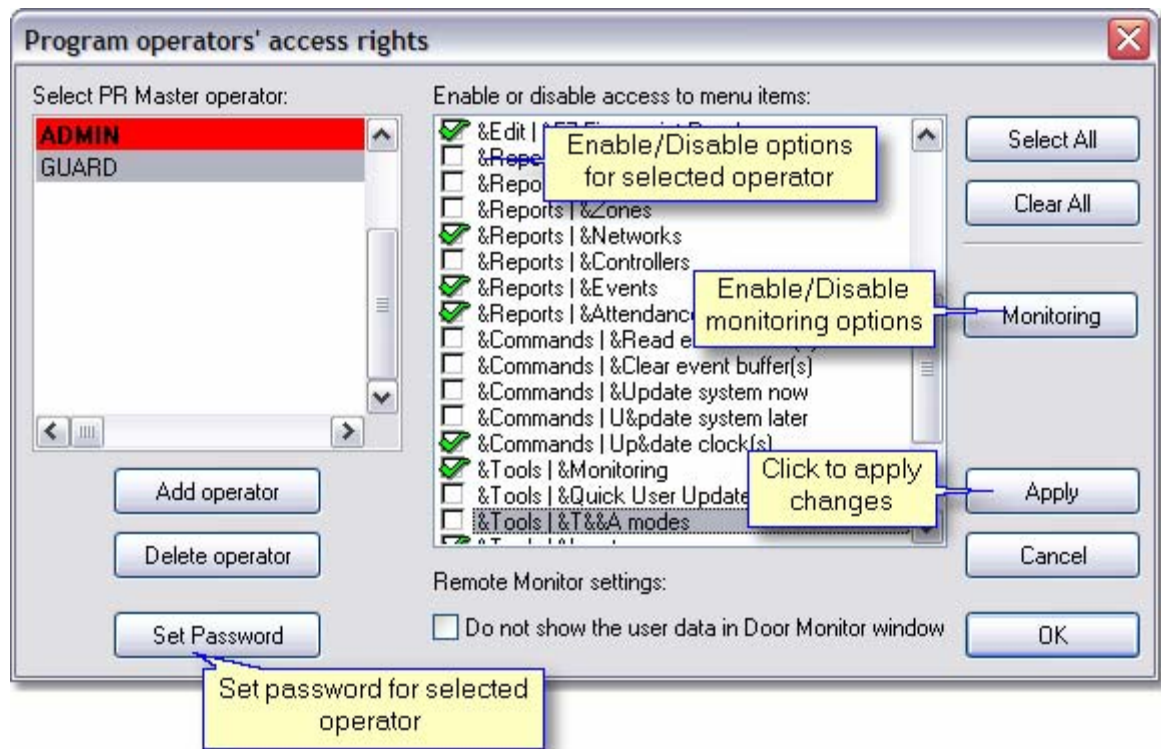 Program operators' access rights
Select PR Master operator:
ADMIN
GUARD
Add operator
Delete operator
Set Password
Set password for selected
operator
Enable or disable access to menu items:
&Edit |
Enable/Disable options
for selected operator
&Reports | &Zones
&Reports | &Networks
&Reports | &Controllers
&Reports | &Events
&Reports | &Attendance
&Commands | &Read
&Commands | &Clear event buffer(s)
&Commands | &Update system now
&Commands | U&pdate system later
&Commands | Up&date clock(s)
&Tools | &Monitoring
&Tools | &Quick User Update
&Tools | &T&&A modes
Enable/Disable
monitoring options
Click to apply
changes
Remote Monitor settings:
Do not show the user data in Door Monitor window
Select All
Clear All
Monitoring
Apply
Cancel
OK